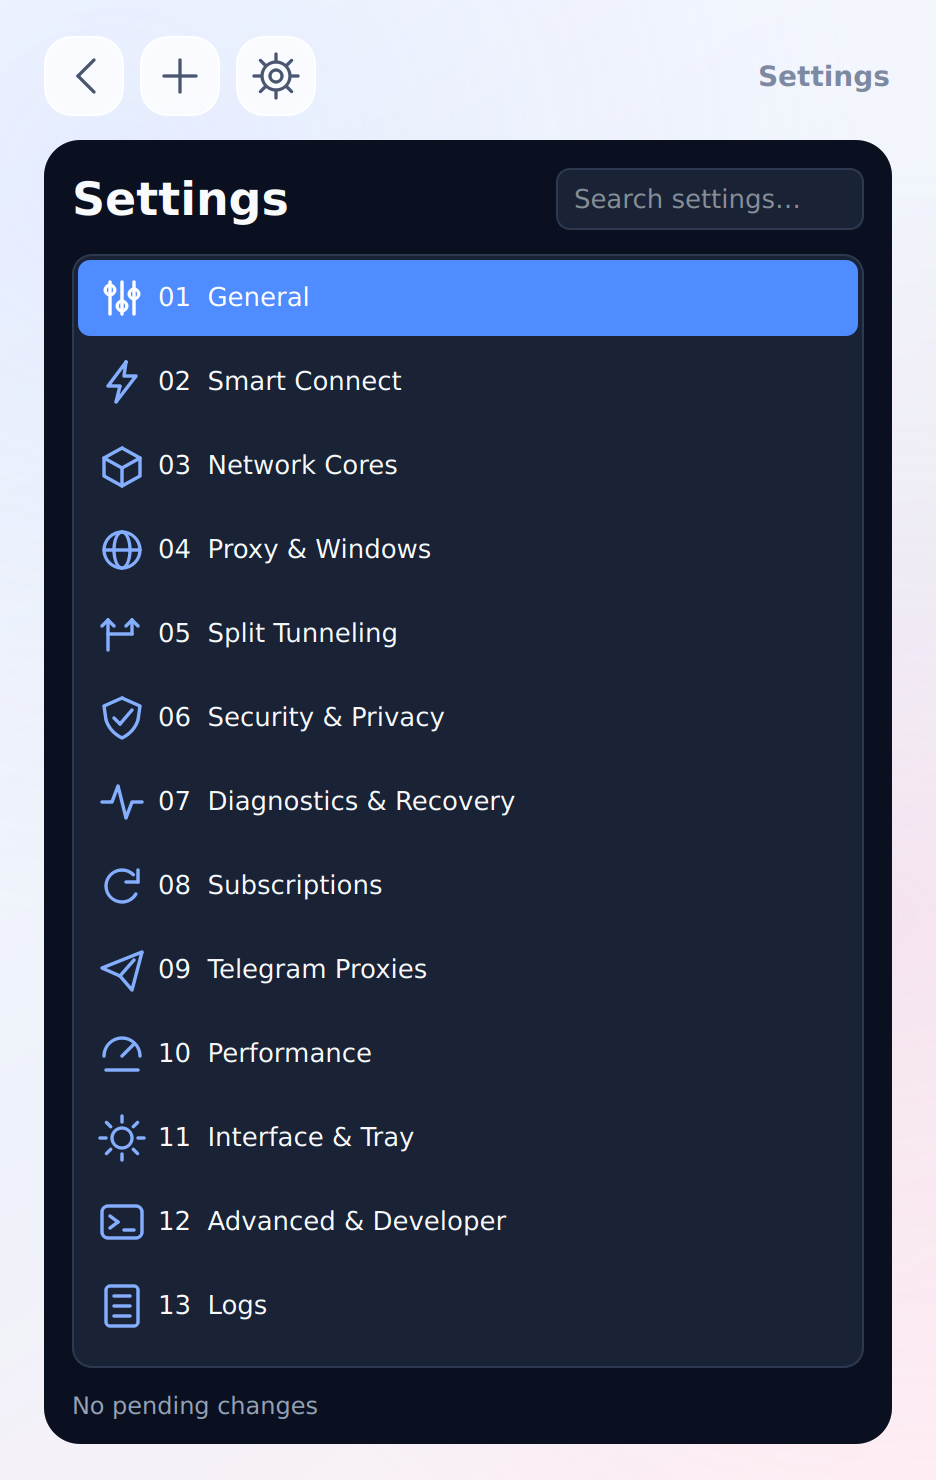 Settings
Settings
Search settings...
01 General
02 Smart Connect
03 Network Cores
04 Proxy & Windows
05 Split Tunneling
06 Security & Privacy
07 Diagnostics & Recovery
08 Subscriptions
09 Telegram Proxies
10 Performance
11 Interface & Tray
12 Advanced & Developer
13 Logs
No pending changes